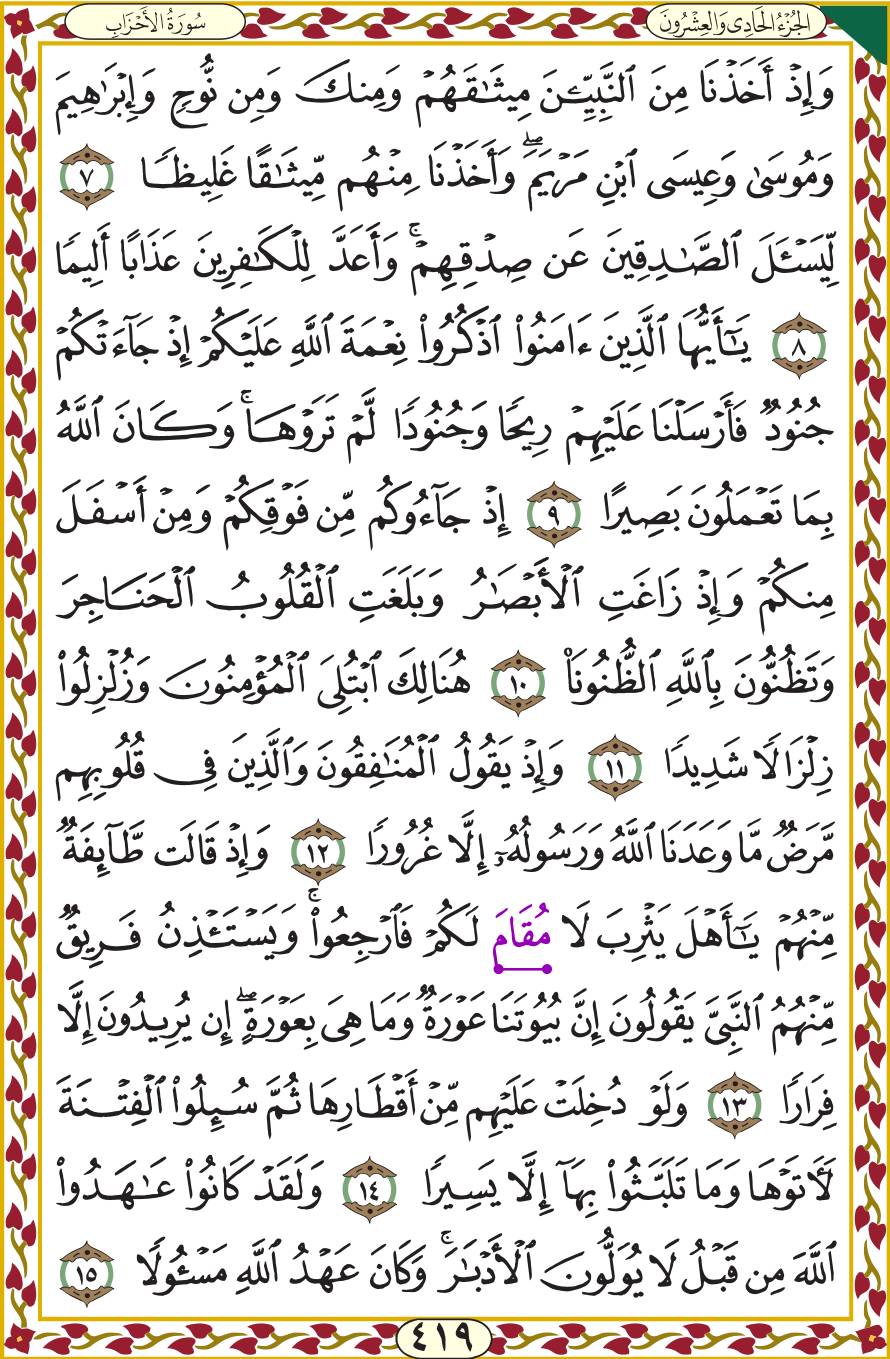 الجُزْءُ الحَادِي وَالعِشْرُونَ
سُورَةُ الأَحْزَابِ
وَإِذۡ أَخَذۡنَا مِنَ ٱلنَّبِيِّـۧنَ مِيثَٰقَهُمۡ وَمِنكَ وَمِن نُّوحٖ وَإِبۡرَٰهِيمَ
وَمُوسَىٰ وَعِيسَى ٱبۡنِ مَرۡيَمَۖ وَأَخَذۡنَا مِنۡهُم مِّيثَٰقًا غَلِيظٗا ٧
لِّيَسۡـَٔلَ ٱلصَّٰدِقِينَ عَن صِدۡقِهِمۡۚ وَأَعَدَّ لِلۡكَٰفِرِينَ عَذَابًا أَلِيمٗا
٨ يَٰٓأَيُّهَا ٱلَّذِينَ ءَامَنُواْ ٱذۡكُرُواْ نِعۡمَةَ ٱللَّهِ عَلَيۡكُمۡ إِذۡ جَآءَتۡكُمۡ
جُنُودٞ فَأَرۡسَلۡنَا عَلَيۡهِمۡ رِيحٗا وَجُنُودٗا لَّمۡ تَرَوۡهَاۚ وَكَانَ ٱللَّهُ
بِمَا تَعۡمَلُونَ بَصِيرًا ٩ إِذۡ جَآءُوكُم مِّن فَوۡقِكُمۡ وَمِنۡ أَسۡفَلَ
مِنكُمۡ وَإِذۡ زَاغَتِ ٱلۡأَبۡصَٰرُ وَبَلَغَتِ ٱلۡقُلُوبُ ٱلۡحَنَاجِرَ
وَتَظُنُّونَ بِٱللَّهِ ٱلظُّنُونَا۠ ١٠ هُنَالِكَ ٱبۡتُلِيَ ٱلۡمُؤۡمِنُونَ وَزُلۡزِلُواْ
زِلۡزَالٗا شَدِيدٗا ١١ وَإِذۡ يَقُولُ ٱلۡمُنَٰفِقُونَ وَٱلَّذِينَ فِي قُلُوبِهِم
مَّرَضٞ مَّا وَعَدَنَا ٱللَّهُ وَرَسُولُهُۥٓ إِلَّا غُرُورٗا ١٢ وَإِذۡ قَالَت طَّآئِفَةٞ
مِّنۡهُمۡ يَٰٓأَهۡلَ يَثۡرِبَ لَا مُقَامَ لَكُمۡ فَٱرۡجِعُواْۚ وَيَسۡتَـٔۡذِنُ فَرِيقٞ
مِّنۡهُمُ ٱلنَّبِيَّ يَقُولُونَ إِنَّ بُيُوتَنَا عَوۡرَةٞ وَمَا هِيَ بِعَوۡرَةٍۖ إِن يُرِيدُونَ إِلَّا
فِرَارٗا ١٣ وَلَوۡ دُخِلَتۡ عَلَيۡهِم مِّنۡ أَقۡطَارِهَا ثُمَّ سُئِلُواْ ٱلۡفِتۡنَةَ
لَأٓتَوۡهَا وَمَا تَلَبَّثُواْ بِهَآ إِلَّا يَسِيرٗا ١٤ وَلَقَدۡ كَانُواْ عَٰهَدُواْ
ٱللَّهَ مِن قَبۡلُ لَا يُوَلُّونَ ٱلۡأَدۡبَٰرَۚ وَكَانَ عَهۡدُ ٱللَّهِ مَسۡـُٔولٗا ١٥
٤١٩